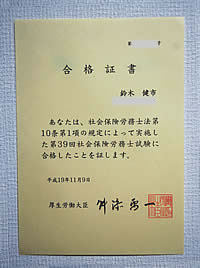 第　　　号
合格証書
鈴木 健市
あなたは、社会保険労務士法第
10条第1項の規定によって実施し
た第39回社会保険労務士試験に
合格したことを証します。
平成19年11月9日
厚生労働大臣 舛添要一